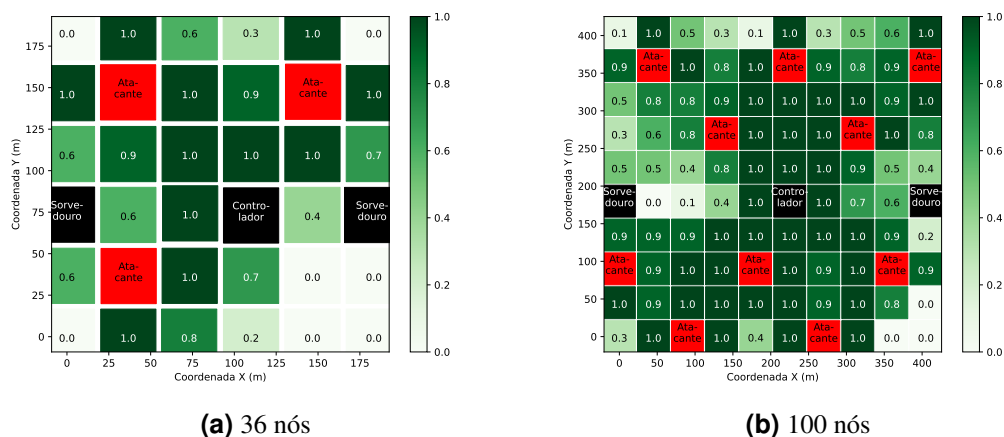 175
0.0 1.0 0.6 0.3 1.0 0.0
150
1.0 Ata- 1.0 0.9 Ata- 1.0
cante cante
125
0.6 0.9 1.0 1.0 1.0 0.7
100
Sorve- 0.6 1.0 Contro- 0.4 Sorve-
douro lador douro
75
50
0.6 Ata- 1.0 0.7 0.0 0.0
cante
25
0.0 1.0 0.8 0.2 0.0 0.0
0
0 25 50 75 100 125 150 175
Coordenada X (m)
Coordenada Y (m)
1.0
0.8
0.6
0.4
0.2
0.0
(a) 36 nós
400
0.1 1.0 0.5 0.3 0.1 1.0 0.3 0.5 0.6 1.0
350
0.9 Ata- 1.0 0.8 1.0 Ata- 0.9 0.8 0.9 Ata-
cante cante cante
300
0.5 0.8 0.8 0.9 1.0 1.0 1.0 0.9 0.9 1.0
0.3 0.6 0.8 Ata- 1.0 1.0 1.0 Ata- 1.0 0.8
cante cante
250
0.5 0.5 0.4 0.8 1.0 1.0 1.0 0.9 0.5 0.4
200
Sorve- 0.0 0.1 0.4 1.0 Contro- 1.0 0.7 0.6 Sorve-
douro lador douro
150
0.9 0.9 0.9 1.0 1.0 1.0 1.0 1.0 0.9 0.2
100
Ata- 0.9 1.0 1.0 Ata- 1.0 1.0 1.0 Ata- 0.9
cante cante cante
50
1.0 0.9 1.0 1.0 1.0 1.0 0.9 1.0 0.8 0.0
0.3 1.0 Ata- 1.0 0.4 1.0 Ata- 1.0 0.0 0.0
cante cante
0
0 50 100 150 200 250 300 350 400
Coordenada X (m)
Coordenada Y (m)
1.0
0.8
0.6
0.4
0.2
0.0
(b) 100 nós